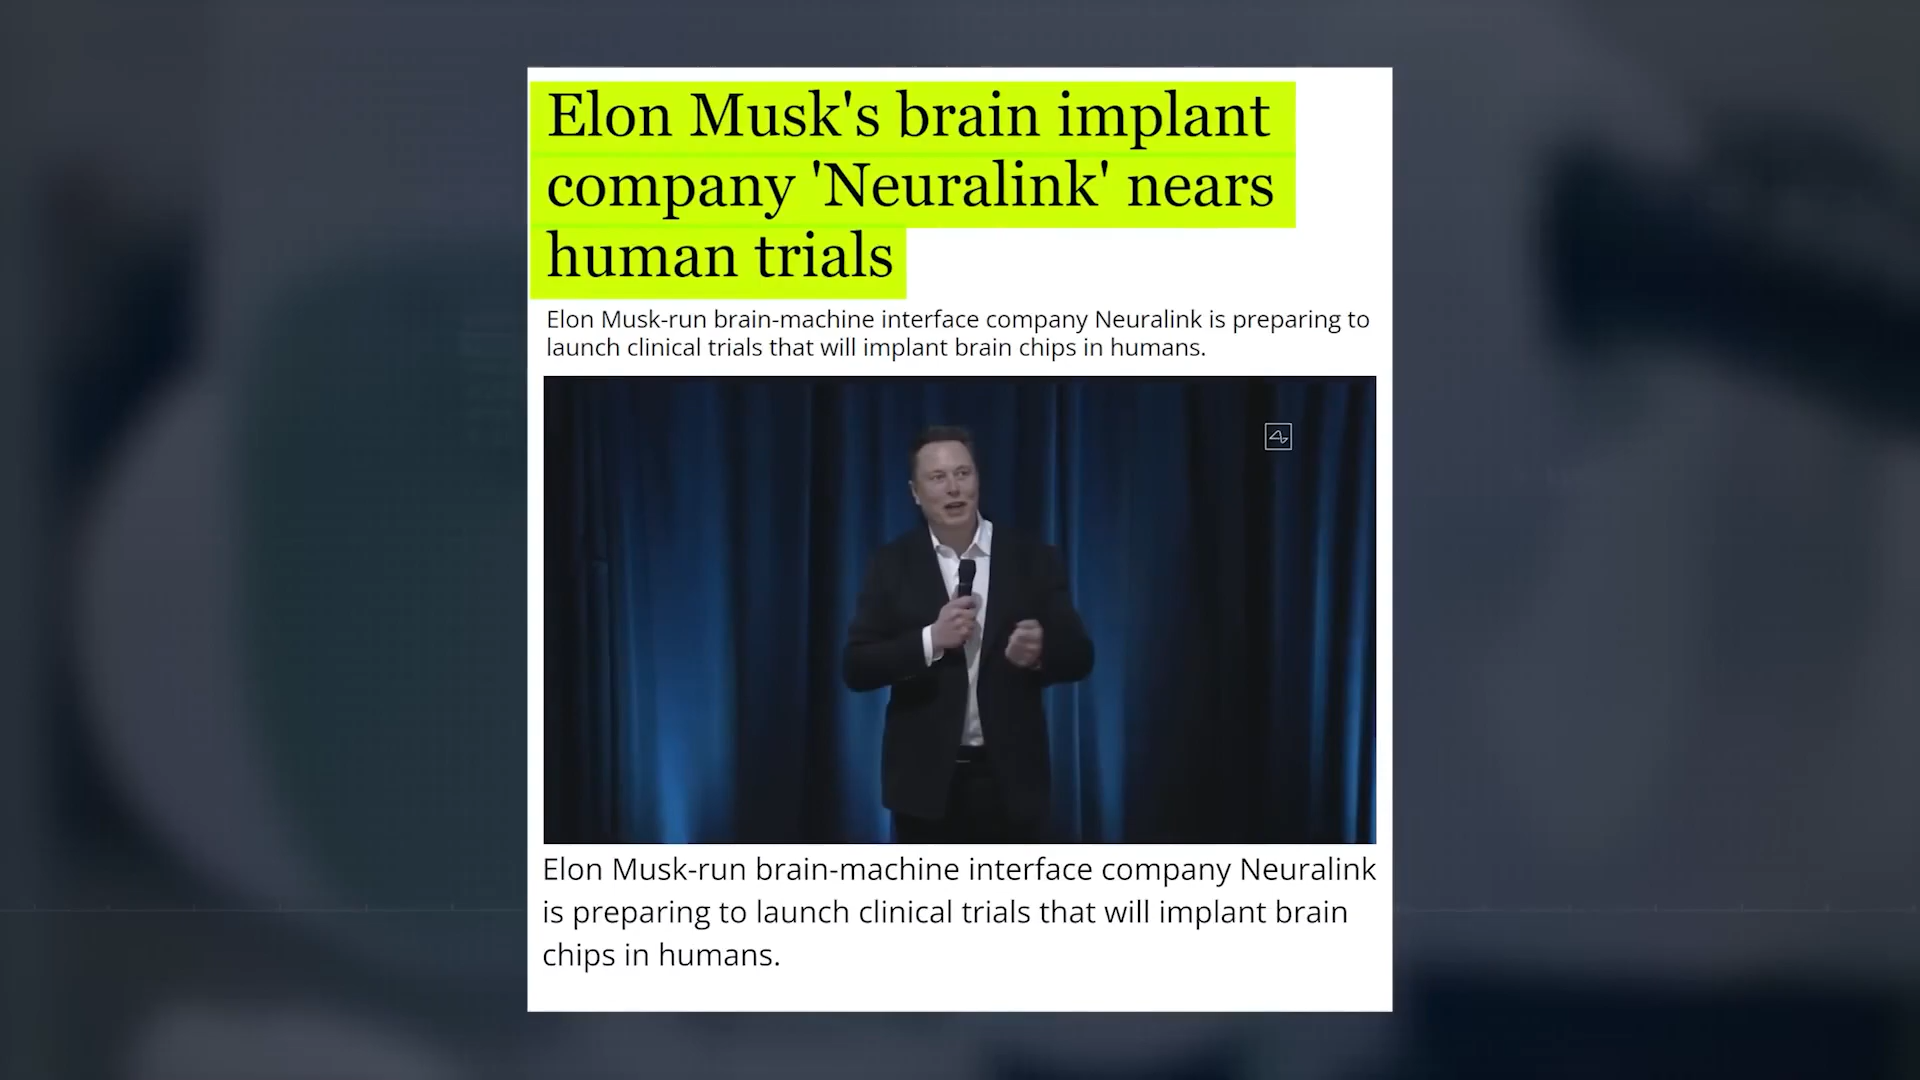 Elon Musk's brain implant
company 'Neuralink' nears
human trials
Elon Musk-run brain-machine interface company Neuralink is preparing to
launch clinical trials that will implant brain chips in humans.
Elon Musk-run brain-machine interface company Neuralink
is preparing to launch clinical trials that will implant brain
chips in humans.